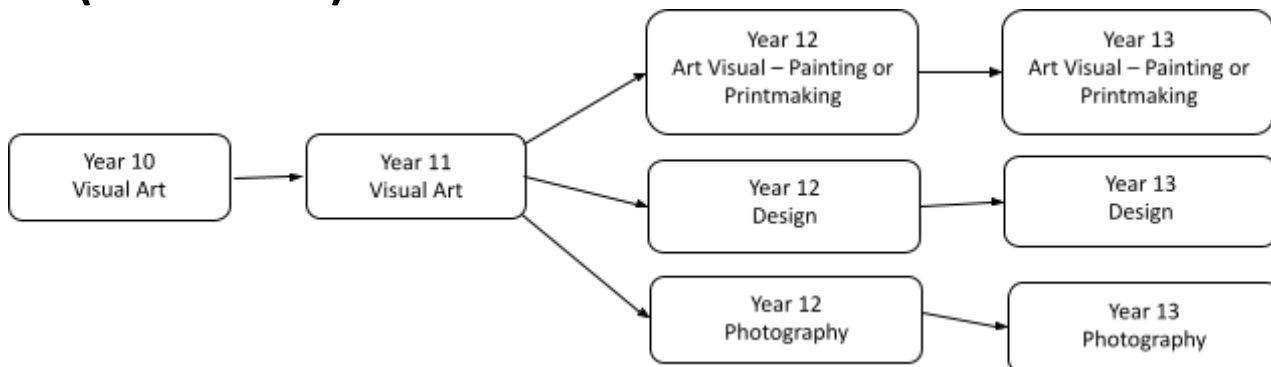 Year 10
Visual Art
Year 11
Visual Art
Year 12
Art Visual – Painting or
Printmaking
Year 13
Art Visual – Painting or
Printmaking
Year 12
Design
Year 13
Design
Year 12
Photography
Year 13
Photography